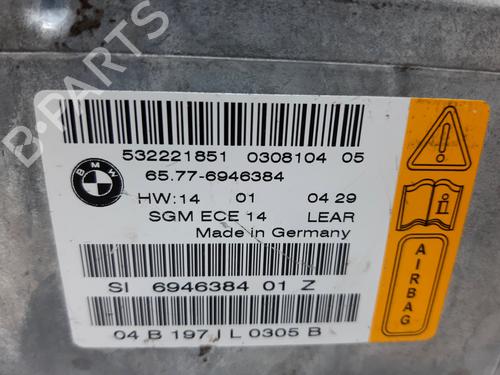 532221851 0308104 05
65.77-6946384
BMW
HW:14 01 04 29
SGM ECE 14 LEAR
Made in Germany
SI 6946384 01 Z
04 B 197 I L 0305 B
AIRBAG
B-PARTS